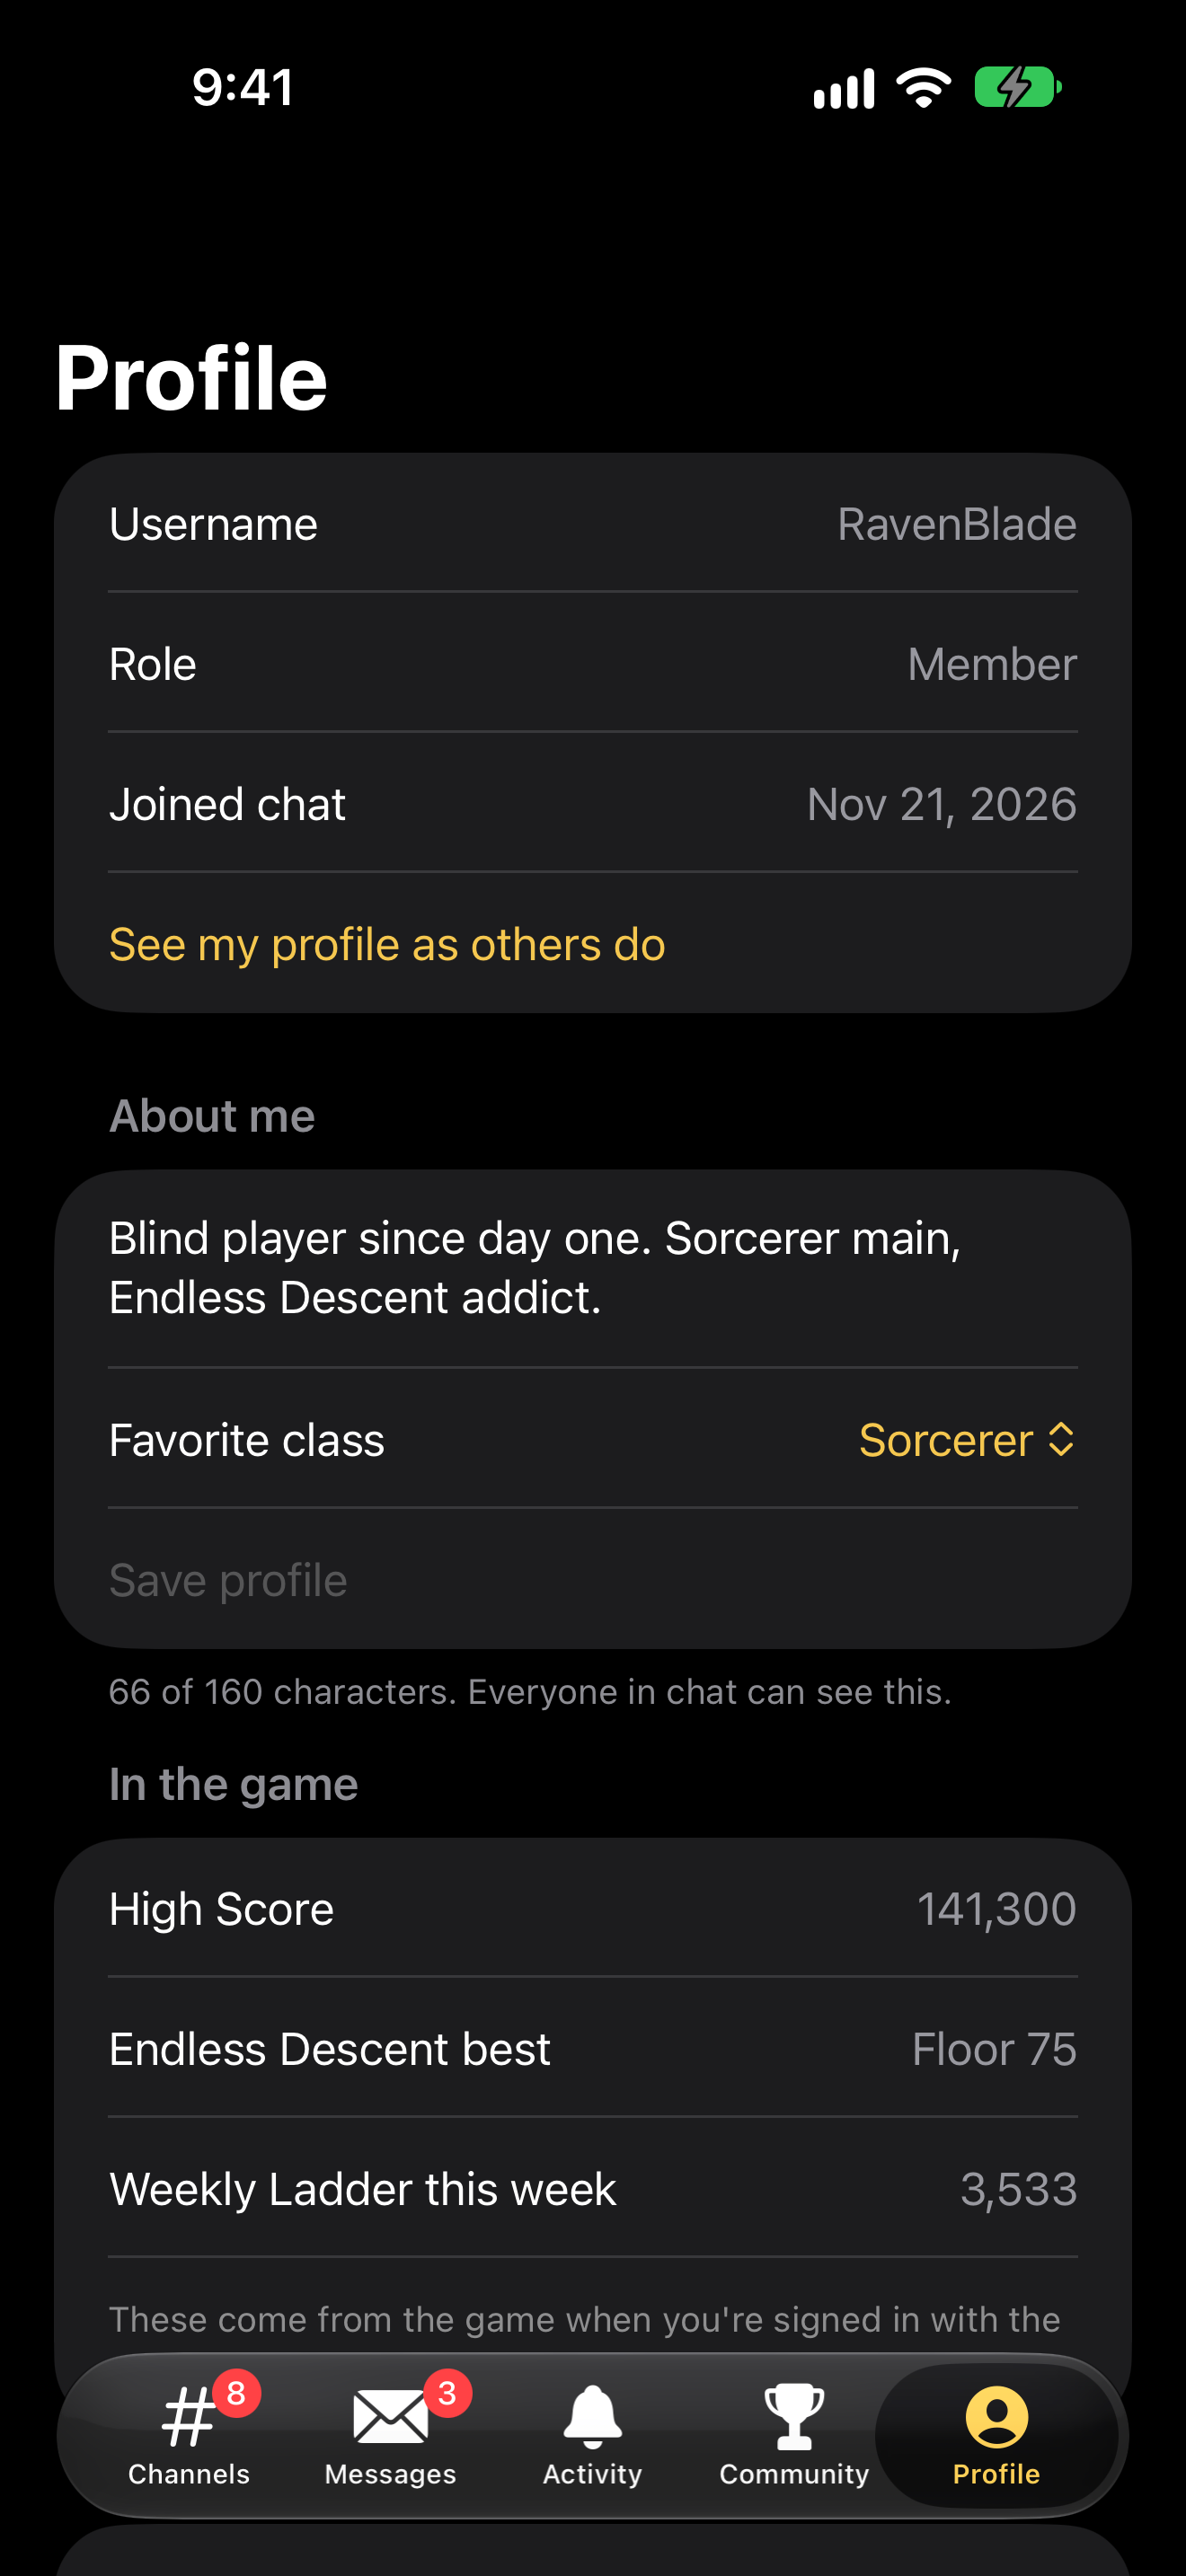 9:41
Profile
Username RavenBlade
Role Member
Joined chat Nov 21, 2026
See my profile as others do
About me
Blind player since day one. Sorcerer main,
Endless Descent addict.
Favorite class Sorcerer
Save profile
66 of 160 characters. Everyone in chat can see this.
In the game
High Score 141,300
Endless Descent best Floor 75
Weekly Ladder this week 3,533
These come from the game when you're signed in with the
8 3
Channels Messages Activity Community Profile